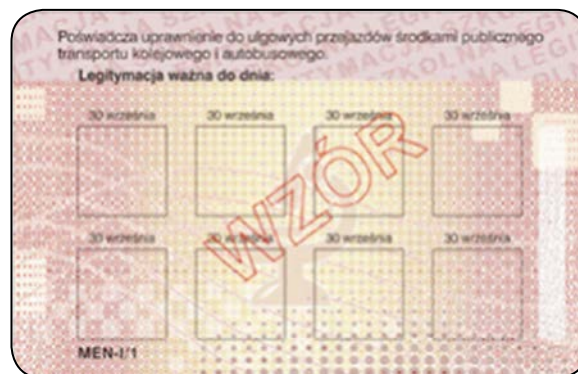 Poświadcza uprawnienie do ulgowych przejazdów środkami publicznego
transportu kolejowego i autobusowego.
Legitymacja ważna do dnia:
30 września 30 września 30 września 30 września
WZÓR
30 września 30 września 30 września 30 września
MEN-I/1